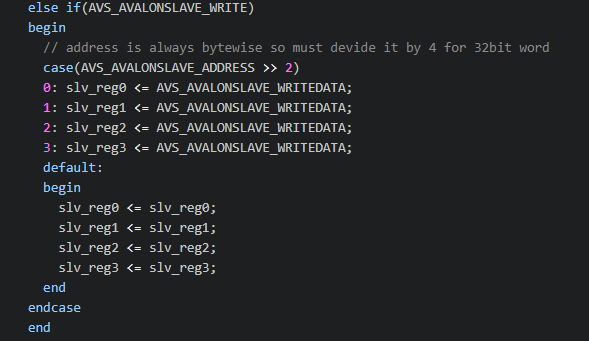 else if(AVS_AVALONSLAVE_WRITE)
begin
// address is always bytewise so must devide it by 4 for 32bit word
case(AVS_AVALONSLAVE_ADDRESS >> 2)
0: slv_reg0 <= AVS_AVALONSLAVE_WRITEDATA;
1: slv_reg1 <= AVS_AVALONSLAVE_WRITEDATA;
2: slv_reg2 <= AVS_AVALONSLAVE_WRITEDATA;
3: slv_reg3 <= AVS_AVALONSLAVE_WRITEDATA;
default:
begin
slv_reg0 <= slv_reg0;
slv_reg1 <= slv_reg1;
slv_reg2 <= slv_reg2;
slv_reg3 <= slv_reg3;
end
endcase
end